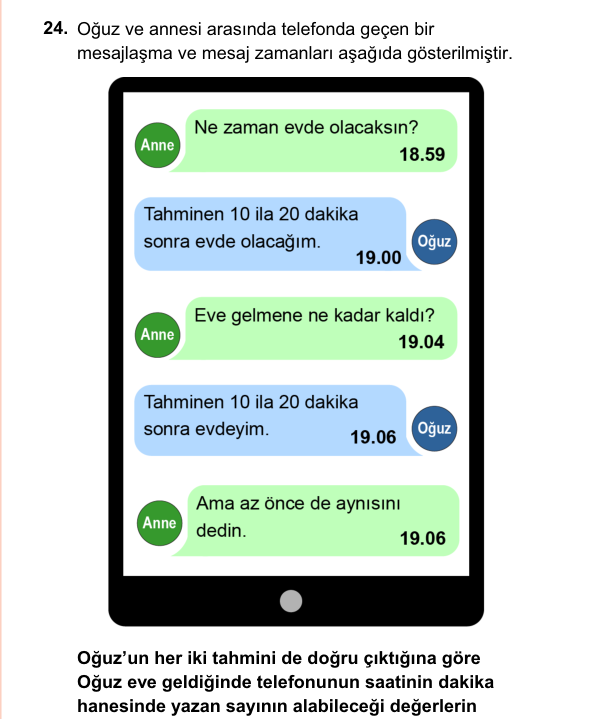 24. Oğuz ve annesi arasında telefonda geçen bir
mesajlaşma ve mesaj zamanları aşağıda gösterilmiştir.
Anne
Ne zaman evde olacaksın?
18.59
Tahminen 10 ila 20 dakika
sonra evde olacağım.
19.00
Oğuz
Anne
Eve gelmene ne kadar kaldı?
19.04
Tahminen 10 ila 20 dakika
sonra evdeyim.
19.06
Oğuz
Anne
Ama az önce de aynısını
dedin.
19.06
Oğuz’un her iki tahmini de doğru çıktığına göre
Oğuz eve geldiğinde telefonunun saatinin dakika
hanesinde yazan sayının alabileceği değerlerin